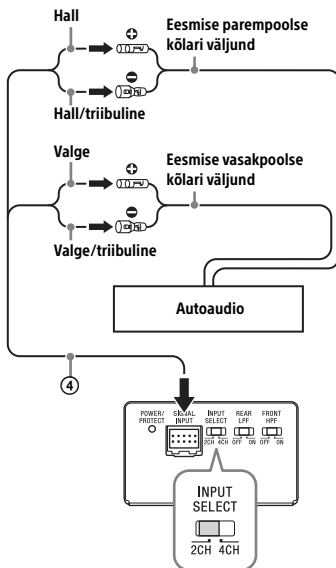 Hall
Eesmise parempoolse
kõlari väljund
Hall/triibuline
Valge
Eesmise vasakpoolse
kõlari väljund
Valge/triibuline
Autoaudio
④
POWER/
PROTECT
SIGNAL
INPUT
INPUT
SELECT
2CH 4CH
REAR
LPF
OFF ON
FRONT
HPF
OFF ON
INPUT
SELECT
2CH 4CH